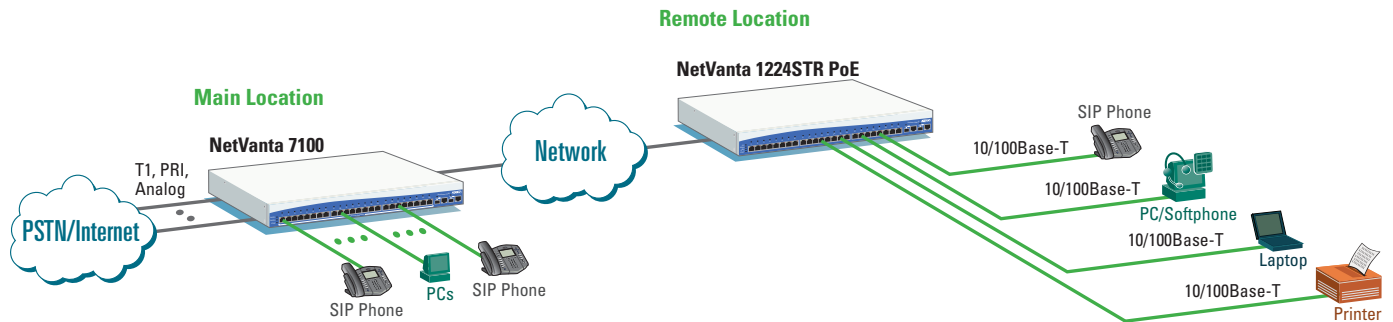 Remote Location
NetVanta 1224STR PoE
Main Location
SIP Phone
NetVanta 7100
Network
10/100Base-T
T1, PRI,
Analog
10/100Base-T
PC/Softphone
PSTN/Internet
10/100Base-T
Laptop
PCs
SIP Phone
SIP Phone
10/100Base-T
Printer